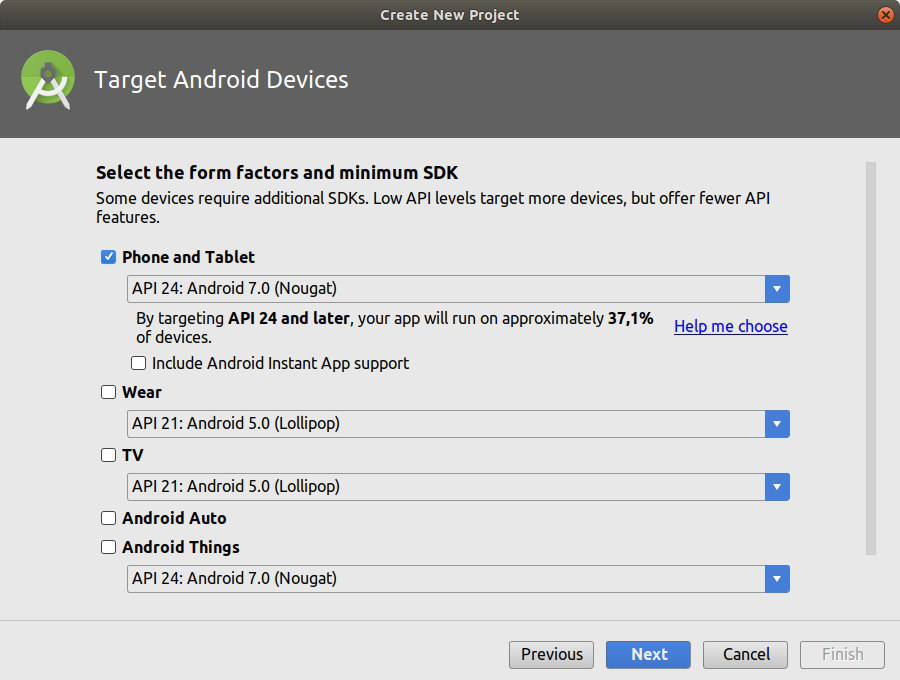 Create New Project
Target Android Devices
Select the form factors and minimum SDK
Some devices require additional SDKs. Low API levels target more devices, but offer fewer API
features.
Phone and Tablet
API 24: Android 7.0 (Nougat)
By targeting API 24 and later, your app will run on approximately 37,1%
of devices.
Help me choose
Include Android Instant App support
Wear
API 21: Android 5.0 (Lollipop)
TV
API 21: Android 5.0 (Lollipop)
Android Auto
Android Things
API 24: Android 7.0 (Nougat)
Previous
Next
Cancel
Finish